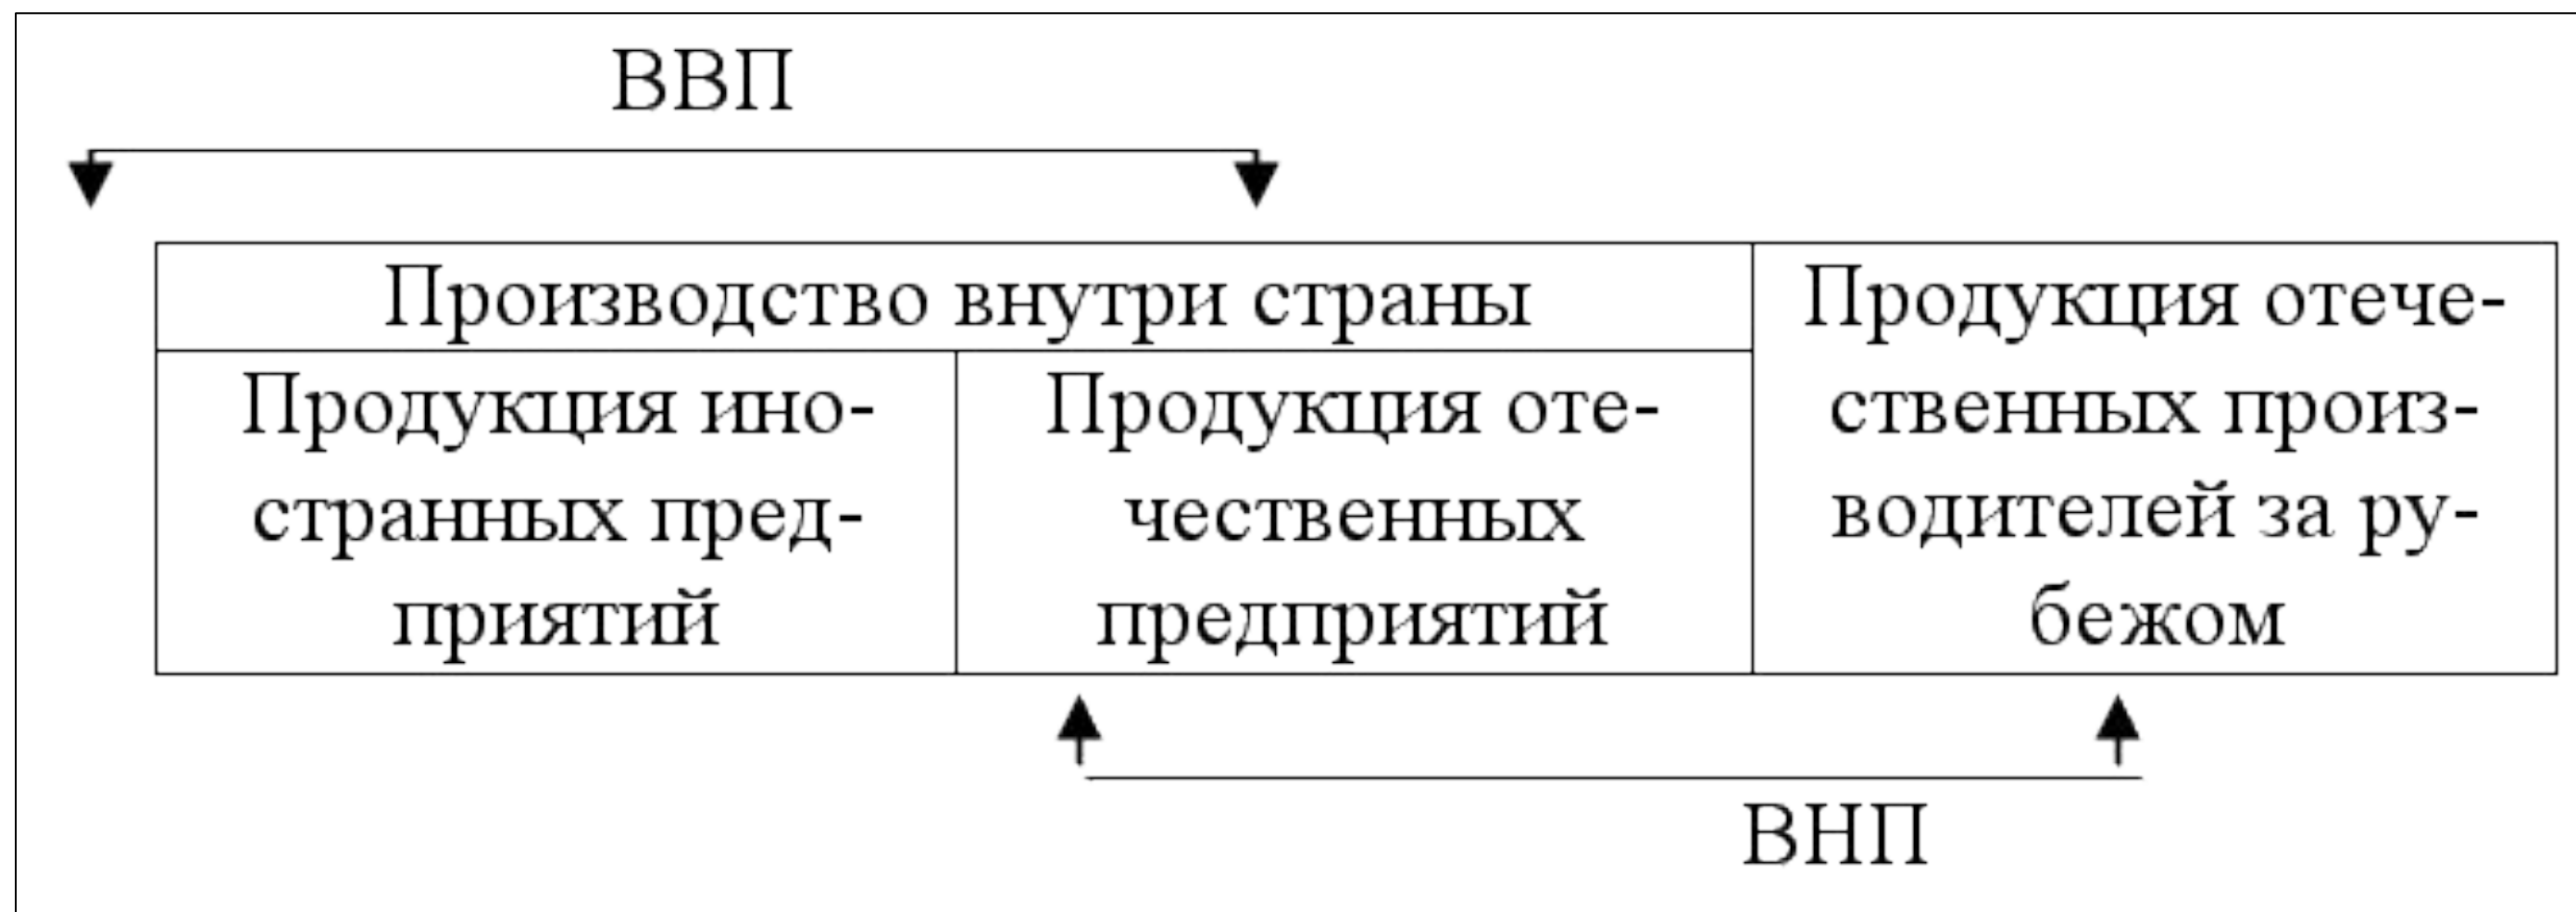 ВВП
Производство внутри страны
Продукция ино-
странных пред-
приятий
Продукция оте-
чественных
предприятий
Продукция отече-
ственных произ-
водителей за ру-
бежом
ВНП